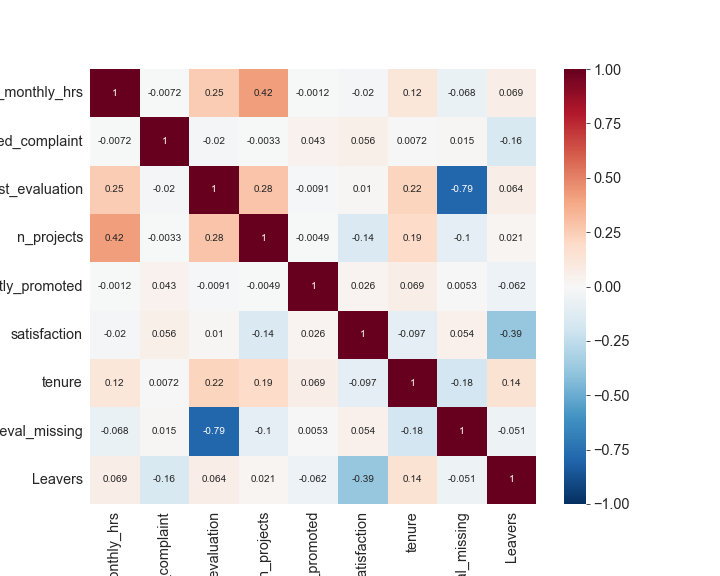 _monthly_hrs 1 -0.0072 0.25 0.42 -0.0012 -0.02 0.12 -0.068 0.069
ed_complaint -0.0072 1 -0.02 -0.0033 0.043 0.056 0.0072 0.015 -0.16
st_evaluation 0.25 -0.02 1 0.28 -0.0091 0.01 0.22 -0.79 0.064
n_projects 0.42 -0.0033 0.28 1 -0.0049 -0.14 0.19 -0.1 0.021
tly_promoted -0.0012 0.043 -0.0091 -0.0049 1 0.026 0.069 0.0053 -0.062
satisfaction -0.02 0.056 0.01 -0.14 0.026 1 -0.097 0.054 -0.39
tenure 0.12 0.0072 0.22 0.19 0.069 -0.097 1 -0.18 0.14
eval_missing -0.068 0.015 -0.79 -0.1 0.0053 0.054 -0.18 1 -0.051
Leavers 0.069 -0.16 0.064 0.021 -0.062 -0.39 0.14 -0.051 1
onthly_hrs
_complaint
evaluation
n_projects
_promoted
atisfaction
tenure
al_missing
Leavers
1.00
0.75
0.50
0.25
0.00
−0.25
−0.50
−0.75
−1.00